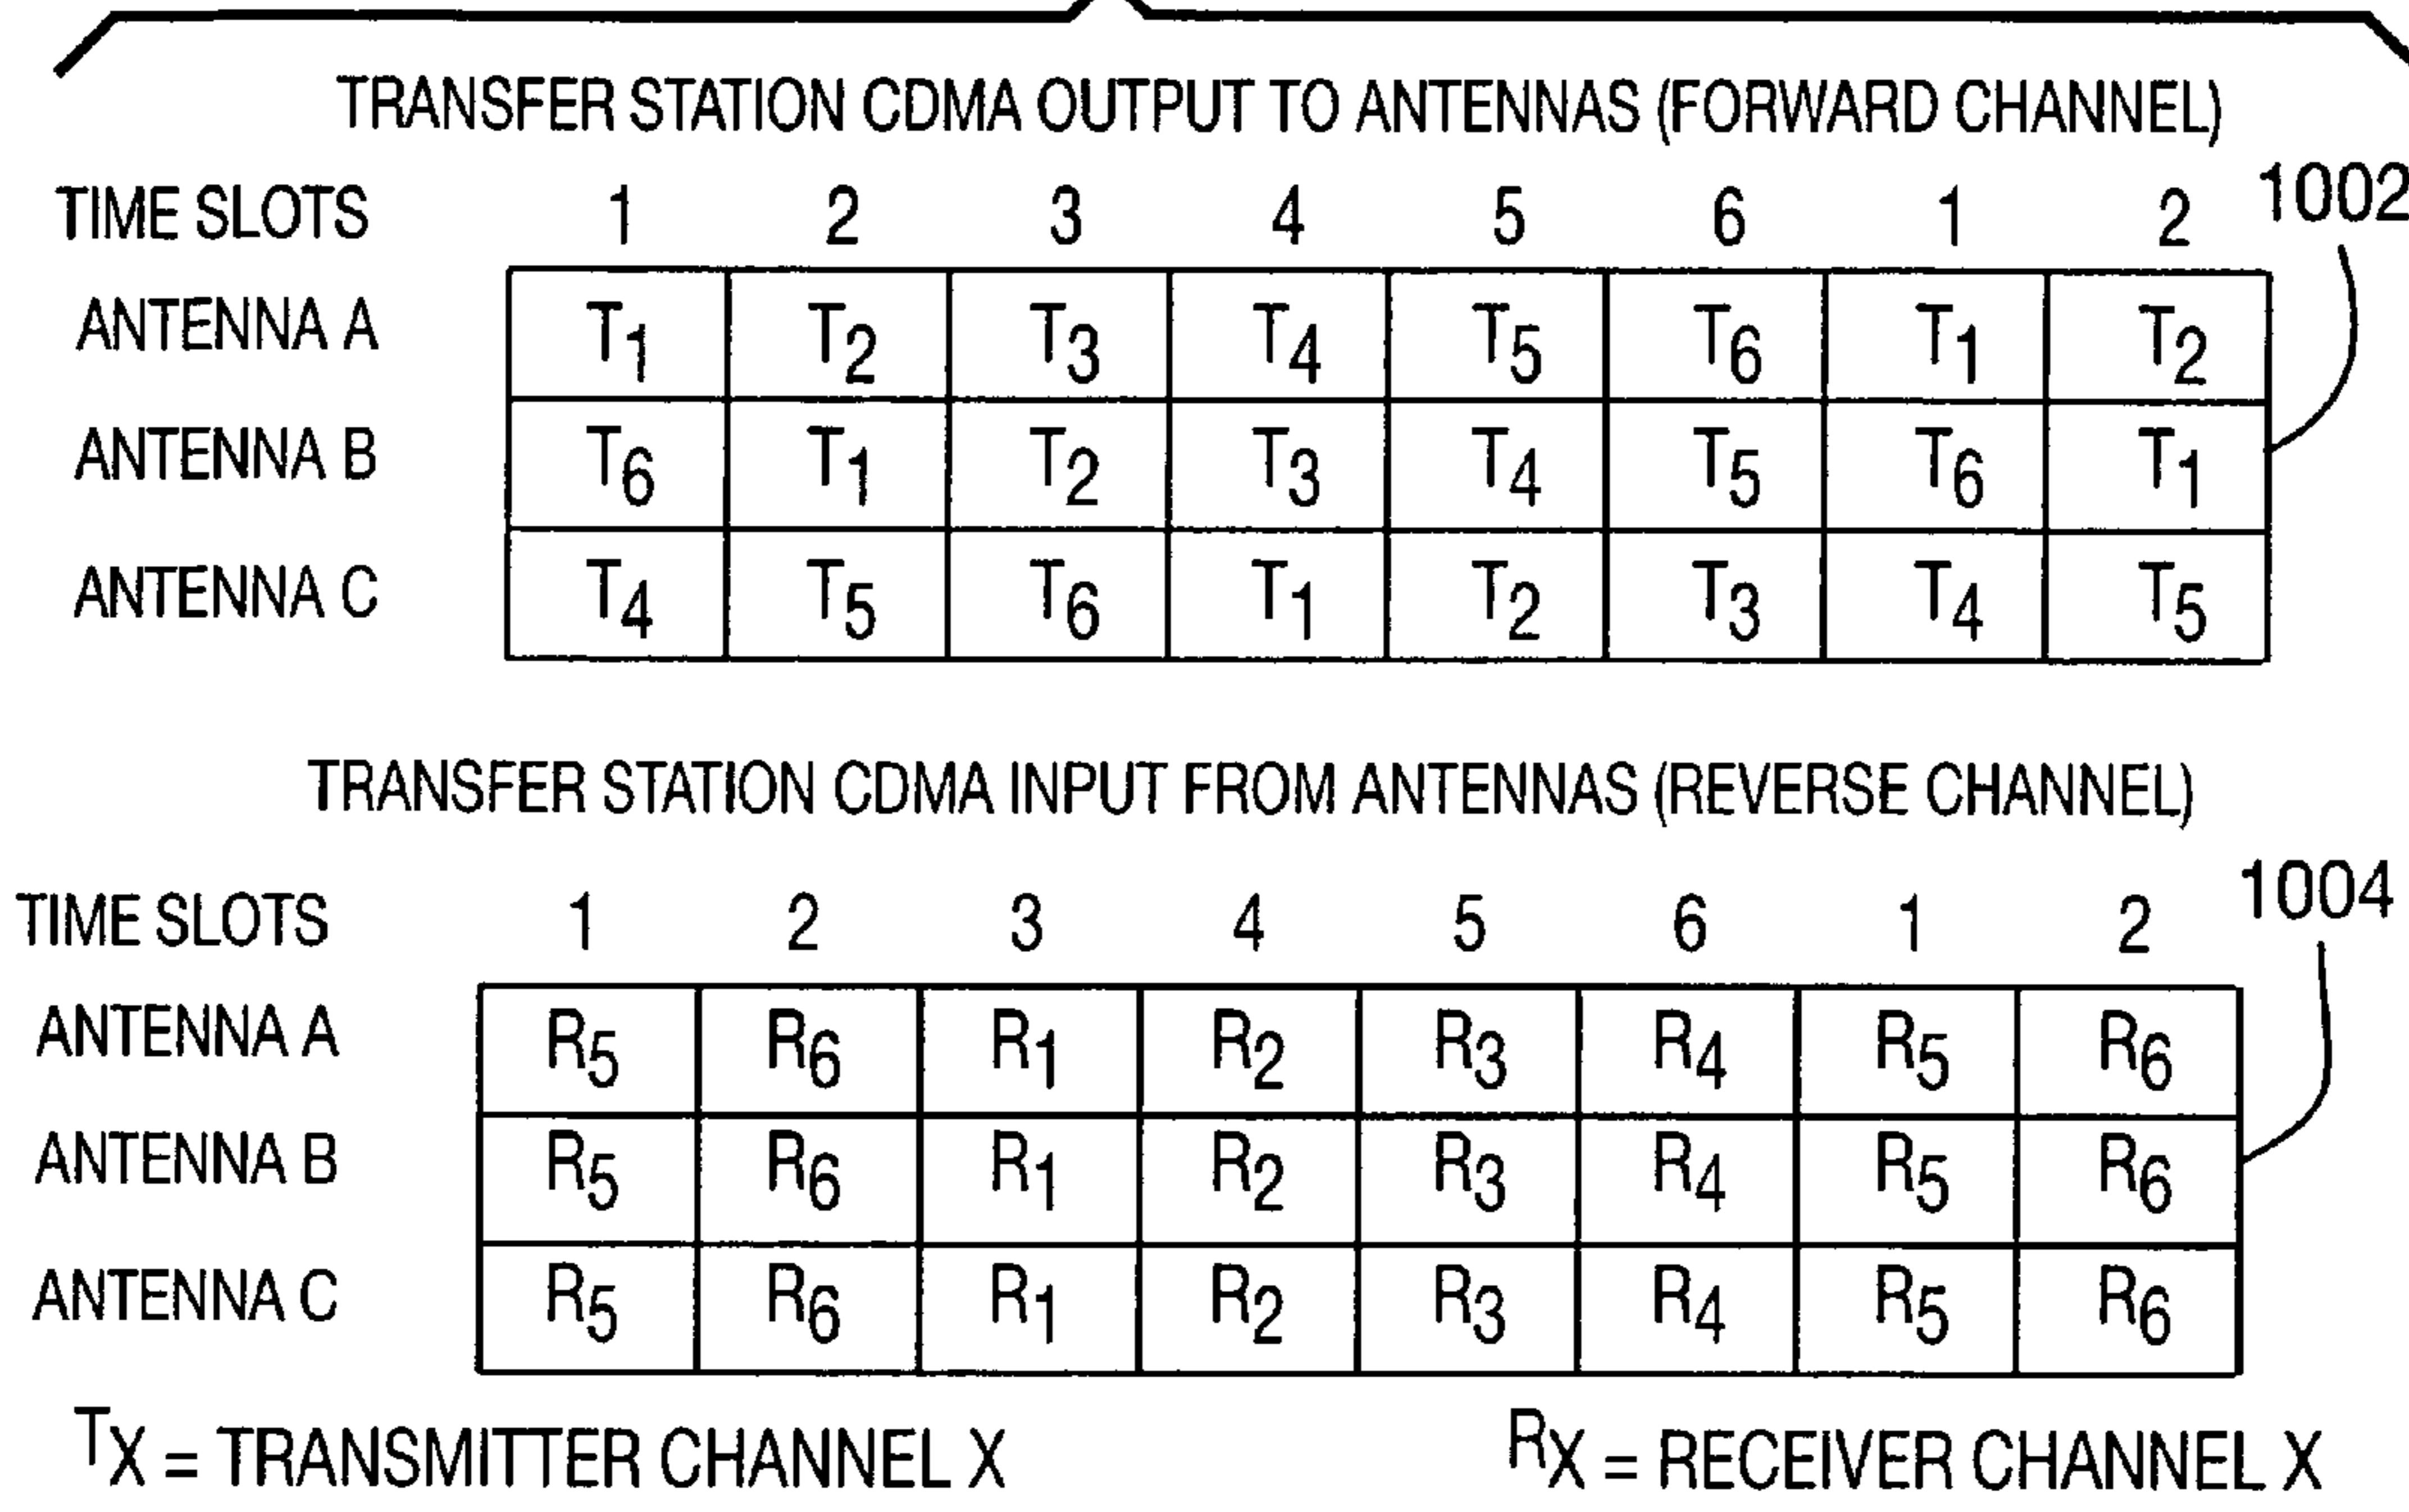 TRANSFER STATION CDMA OUTPUT TO ANTENNAS (FORWARD CHANNEL)
TIME SLOTS 1 2 3 4 5 6 1 2 1002
ANTENNA A T1 T2 T3 T4 T5 T6 T1 T2
ANTENNA B T6 T1 T2 T3 T4 T5 T6 T1
ANTENNA C T4 T5 T6 T1 T2 T3 T4 T5
TRANSFER STATION CDMA INPUT FROM ANTENNAS (REVERSE CHANNEL)
TIME SLOTS 1 2 3 4 5 6 1 2 1004
ANTENNA A R5 R6 R1 R2 R3 R4 R5 R6
ANTENNA B R5 R6 R1 R2 R3 R4 R5 R6
ANTENNA C R5 R6 R1 R2 R3 R4 R5 R6
TX = TRANSMITTER CHANNEL X RX = RECEIVER CHANNEL X